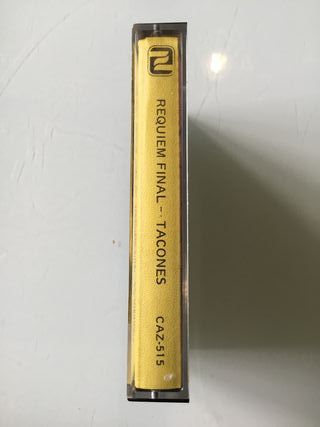 REQUIEM FINAL - TACONES CAZ-515